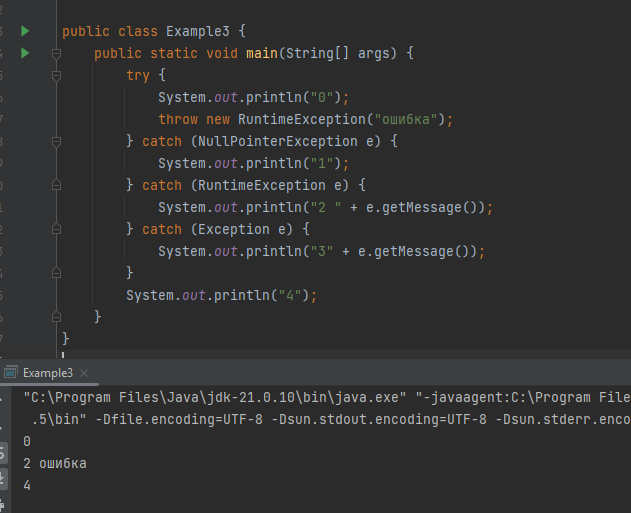 public class Example3 {
public static void main(String[] args) {
try {
System.out.println("0");
throw new RuntimeException("ошибка");
} catch (NullPointerException e) {
System.out.println("1");
} catch (RuntimeException e) {
System.out.println("2 " + e.getMessage());
} catch (Exception e) {
System.out.println("3" + e.getMessage());
}
System.out.println("4");
}
}
Example3
"C:\Program Files\Java\jdk-21.0.10\bin\java.exe" "-javaagent:C:\Program File
.5\bin" -Dfile.encoding=UTF-8 -Dsun.stdout.encoding=UTF-8 -Dsun.stderr.enco
0
2 ошибка
4